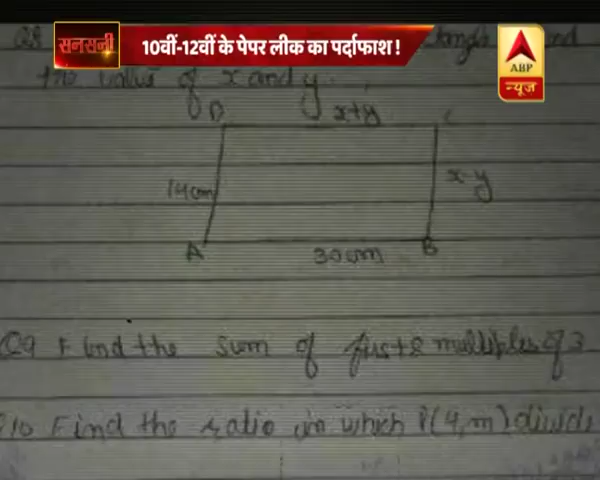 सनसनी
10वीं-12वीं के पेपर लीक का पर्दाफाश !
ABP
न्यूज़
Q8
the value of x and y.
D x+y C
14cm x-y
A 30cm B
Q9 Find the sum of first 8 multiples of 3
Q10 Find the ratio in which P(4,m) divide